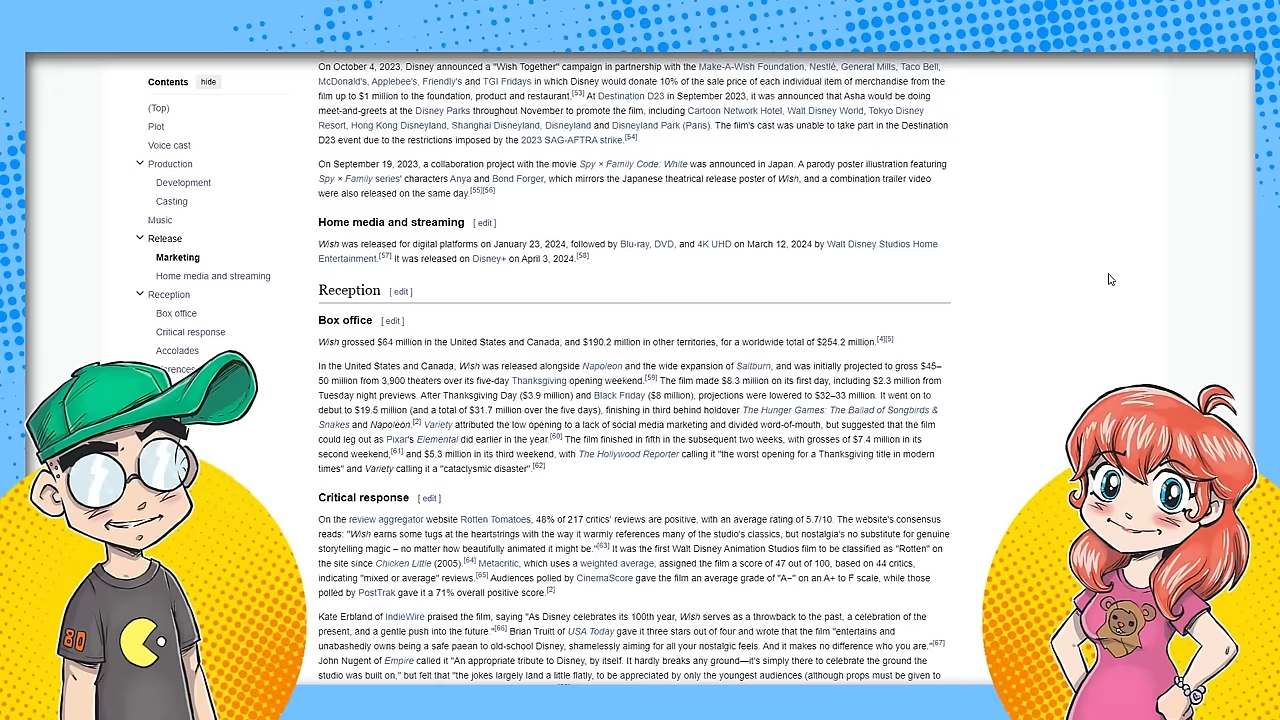 Contents hide
(Top)
Plot
Voice cast
Production
Development
Casting
Music
Release
Marketing
Home media and streaming
Reception
Box office
Critical response
Accolades
On October 4, 2023, Disney announced a "Wish Together" campaign in partnership with the Make-A-Wish Foundation, Nestlé, General Mills, Taco Bell,
McDonald's, Applebee's, Friendly's and TGI Fridays in which Disney would donate 10% of the sale price of each individual item of merchandise from the
film up to $1 million to the foundation, product and restaurant.[53] At Destination D23 in September 2023, it was announced that Asha would be doing
meet-and-greets at the Disney Parks throughout November to promote the film, including Cartoon Network Hotel, Walt Disney World, Tokyo Disney
Resort, Hong Kong Disneyland, Shanghai Disneyland, Disneyland and Disneyland Park (Paris). The film's cast was unable to take part in the Destination
D23 event due to the restrictions imposed by the 2023 SAG-AFTRA strike.[54]
On September 19, 2023, a collaboration project with the movie Spy × Family Code: White was announced in Japan. A parody poster illustration featuring
Spy × Family series' characters Anya and Bond Forger, which mirrors the Japanese theatrical release poster of Wish, and a combination trailer video
were also released on the same day.[55][56]
Home media and streaming [ edit ]
Wish was released for digital platforms on January 23, 2024, followed by Blu-ray, DVD, and 4K UHD on March 12, 2024 by Walt Disney Studios Home
Entertainment.[57] It was released on Disney+ on April 3, 2024.[58]
Reception [ edit ]
Box office [ edit ]
Wish grossed $64 million in the United States and Canada, and $190.2 million in other territories, for a worldwide total of $254.2 million.[4][5]
In the United States and Canada, Wish was released alongside Napoleon and the wide expansion of Saltburn, and was initially projected to gross $45–
50 million from 3,900 theaters over its five-day Thanksgiving opening weekend.[59] The film made $8.3 million on its first day, including $2.3 million from
Tuesday night previews. After Thanksgiving Day ($3.9 million) and Black Friday ($8 million), projections were lowered to $32–33 million. It went on to
debut to $19.5 million (and a total of $31.7 million over the five days), finishing in third behind holdover The Hunger Games: The Ballad of Songbirds &
Snakes and Napoleon.[2] Variety attributed the low opening to a lack of social media marketing and divided word-of-mouth, but suggested that the film
could leg out as Pixar's Elemental did earlier in the year.[60] The film finished in fifth in the subsequent two weeks, with grosses of $7.4 million in its
second weekend,[61] and $5.3 million in its third weekend, with The Hollywood Reporter calling it "the worst opening for a Thanksgiving title in modern
times" and Variety calling it a "cataclysmic disaster".[62]
Critical response [ edit ]
On the review aggregator website Rotten Tomatoes, 48% of 217 critics' reviews are positive, with an average rating of 5.7/10. The website's consensus
reads: "Wish earns some tugs at the heartstrings with the way it warmly references many of the studio's classics, but nostalgia's no substitute for genuine
storytelling magic – no matter how beautifully animated it might be."[63] It was the first Walt Disney Animation Studios film to be classified as "Rotten" on
the site since Chicken Little (2005).[64] Metacritic, which uses a weighted average, assigned the film a score of 47 out of 100, based on 44 critics,
indicating "mixed or average" reviews.[65] Audiences polled by CinemaScore gave the film an average grade of "A−" on an A+ to F scale, while those
polled by PostTrak gave it a 71% overall positive score.[2]
Kate Erbland of IndieWire praised the film, saying "As Disney celebrates its 100th year, Wish serves as a throwback to the past, a celebration of the
present, and a gentle push into the future."[66] Brian Truitt of USA Today gave it three stars out of four and wrote that the film "entertains and
unabashedly owns being a safe paean to old-school Disney, shamelessly aiming for all your nostalgic feels. And it makes no difference who you are."[67]
John Nugent of Empire called it "An appropriate tribute to Disney, by itself. It hardly breaks any ground—it's simply there to celebrate the ground the
studio was built on," but felt that "the jokes largely land a little flatly, to be appreciated by only the youngest audiences (although props must be given to
80